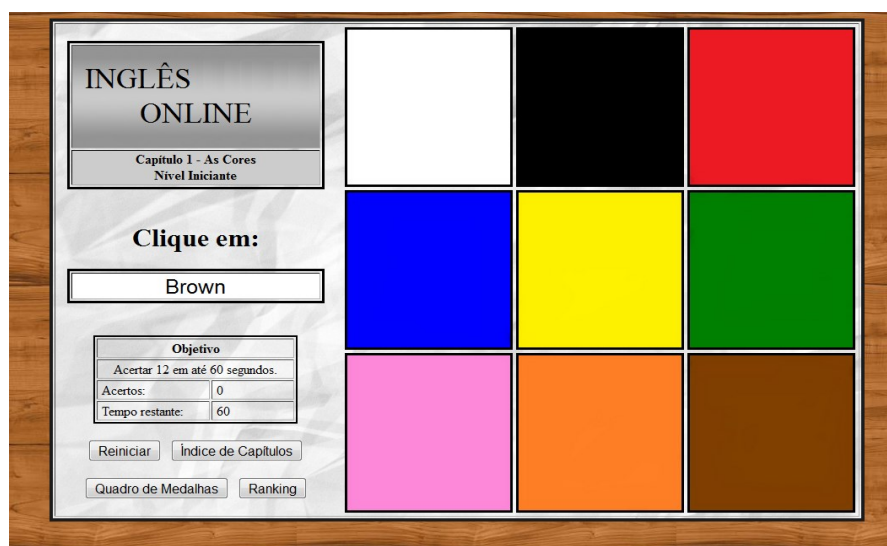 INGLÊS
ONLINE
Capítulo 1 - As Cores
Nível Iniciante
Clique em:
Brown
Objetivo
Acertar 12 em até 60 segundos.
Acertos: 0
Tempo restante: 60
Reiniciar Índice de Capítulos
Quadro de Medalhas Ranking